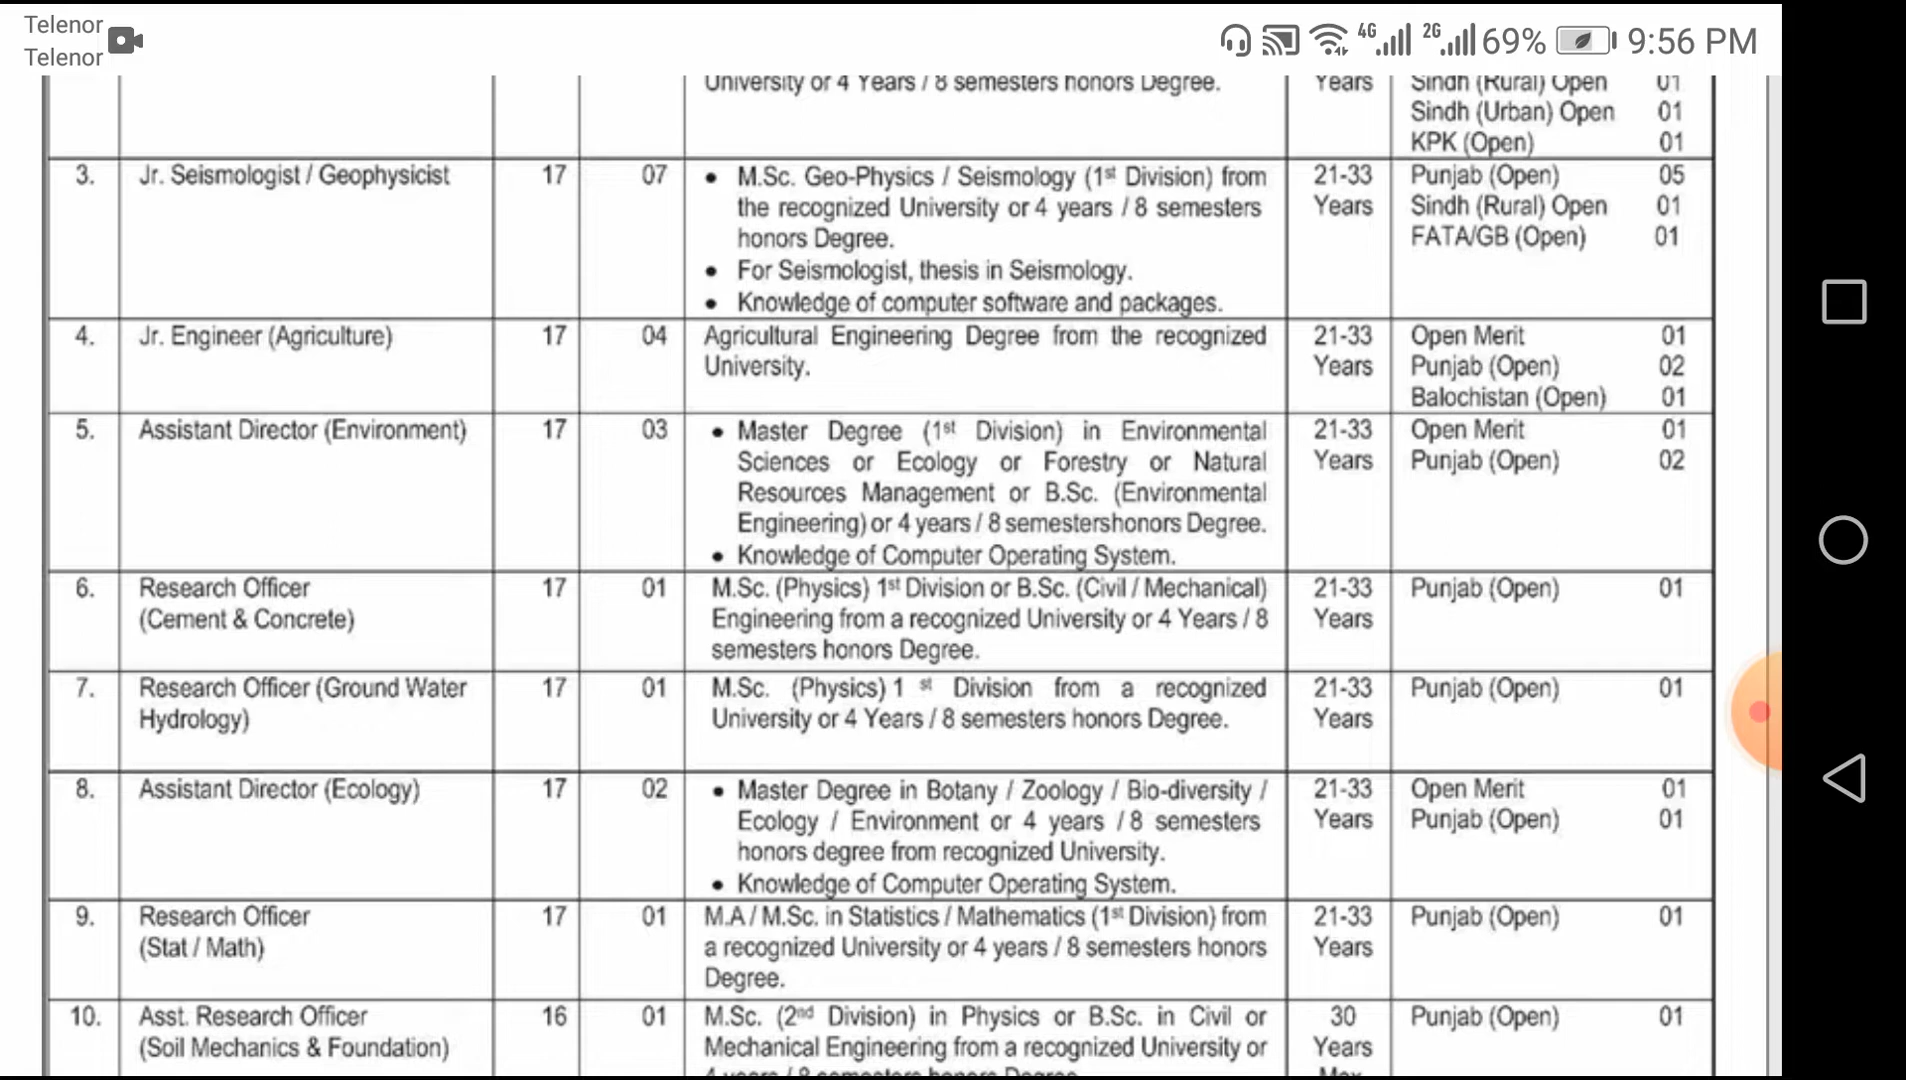 Telenor
Telenor
4G 2G 69% 9:56 PM
University or 4 Years / 8 semesters honors Degree. Years Sindh (Rural) Open 01
Sindh (Urban) Open 01
KPK (Open) 01
3. Jr. Seismologist / Geophysicist 17 07 • M.Sc. Geo-Physics / Seismology (1st Division) from 21-33 Punjab (Open) 05
the recognized University or 4 years / 8 semesters Years Sindh (Rural) Open 01
honors Degree. FATA/GB (Open) 01
• For Seismologist, thesis in Seismology.
• Knowledge of computer software and packages.
4. Jr. Engineer (Agriculture) 17 04 Agricultural Engineering Degree from the recognized 21-33 Open Merit 01
University. Years Punjab (Open) 02
Balochistan (Open) 01
5. Assistant Director (Environment) 17 03 • Master Degree (1st Division) in Environmental 21-33 Open Merit 01
Sciences or Ecology or Forestry or Natural Years Punjab (Open) 02
Resources Management or B.Sc. (Environmental
Engineering) or 4 years / 8 semestershonors Degree.
• Knowledge of Computer Operating System.
6. Research Officer 17 01 M.Sc. (Physics) 1st Division or B.Sc. (Civil / Mechanical) 21-33 Punjab (Open) 01
(Cement & Concrete) Engineering from a recognized University or 4 Years / 8 Years
semesters honors Degree.
7. Research Officer (Ground Water 17 01 M.Sc. (Physics) 1 st Division from a recognized 21-33 Punjab (Open) 01
Hydrology) University or 4 Years / 8 semesters honors Degree. Years
8. Assistant Director (Ecology) 17 02 • Master Degree in Botany / Zoology / Bio-diversity / 21-33 Open Merit 01
Ecology / Environment or 4 years / 8 semesters Years Punjab (Open) 01
honors degree from recognized University.
• Knowledge of Computer Operating System.
9. Research Officer 17 01 M.A / M.Sc. in Statistics / Mathematics (1st Division) from 21-33 Punjab (Open) 01
(Stat / Math) a recognized University or 4 years / 8 semesters honors Years
Degree.
10. Asst. Research Officer 16 01 M.Sc. (2nd Division) in Physics or B.Sc. in Civil or 30 Punjab (Open) 01
(Soil Mechanics & Foundation) Mechanical Engineering from a recognized University or Years
4 years / 8 semesters honors Degree Max